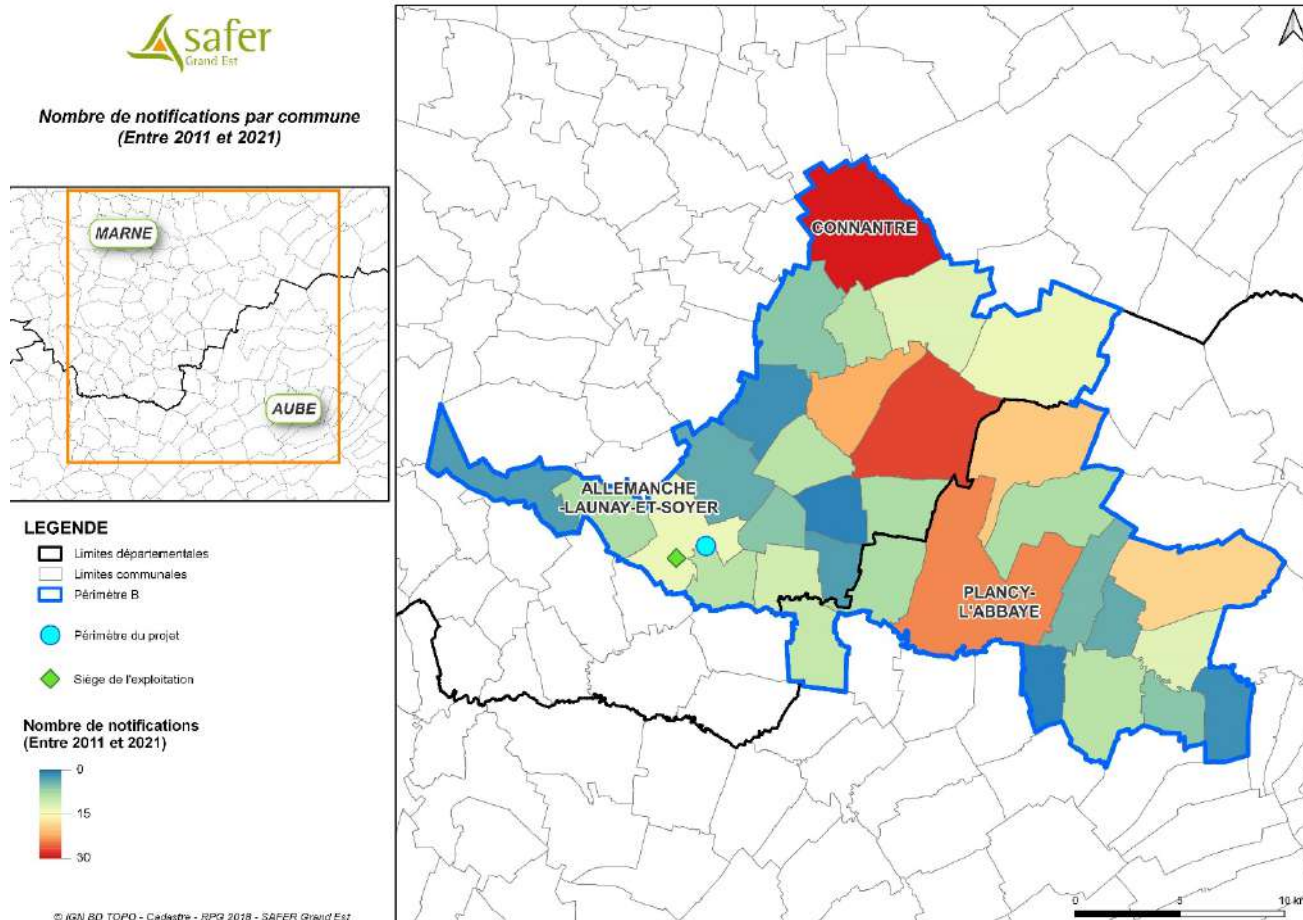 safer
Grand Est
Nombre de notifications par commune
(Entre 2011 et 2021)
MARNE
AUBE
LEGENDE
Limites départementales
Limites communales
Périmètre B
Périmètre du projet
Siège de l'exploitation
Nombre de notifications
(Entre 2011 et 2021)
0
15
30
© IGN BD TOPO - Cadastre - RPG 2018 - SAFER Grand Est
CONNANTRE
ALLEMANCHE
-LAUNAY-ET-SOYER
PLANCY-
L'ABBAYE
0 5 10 km